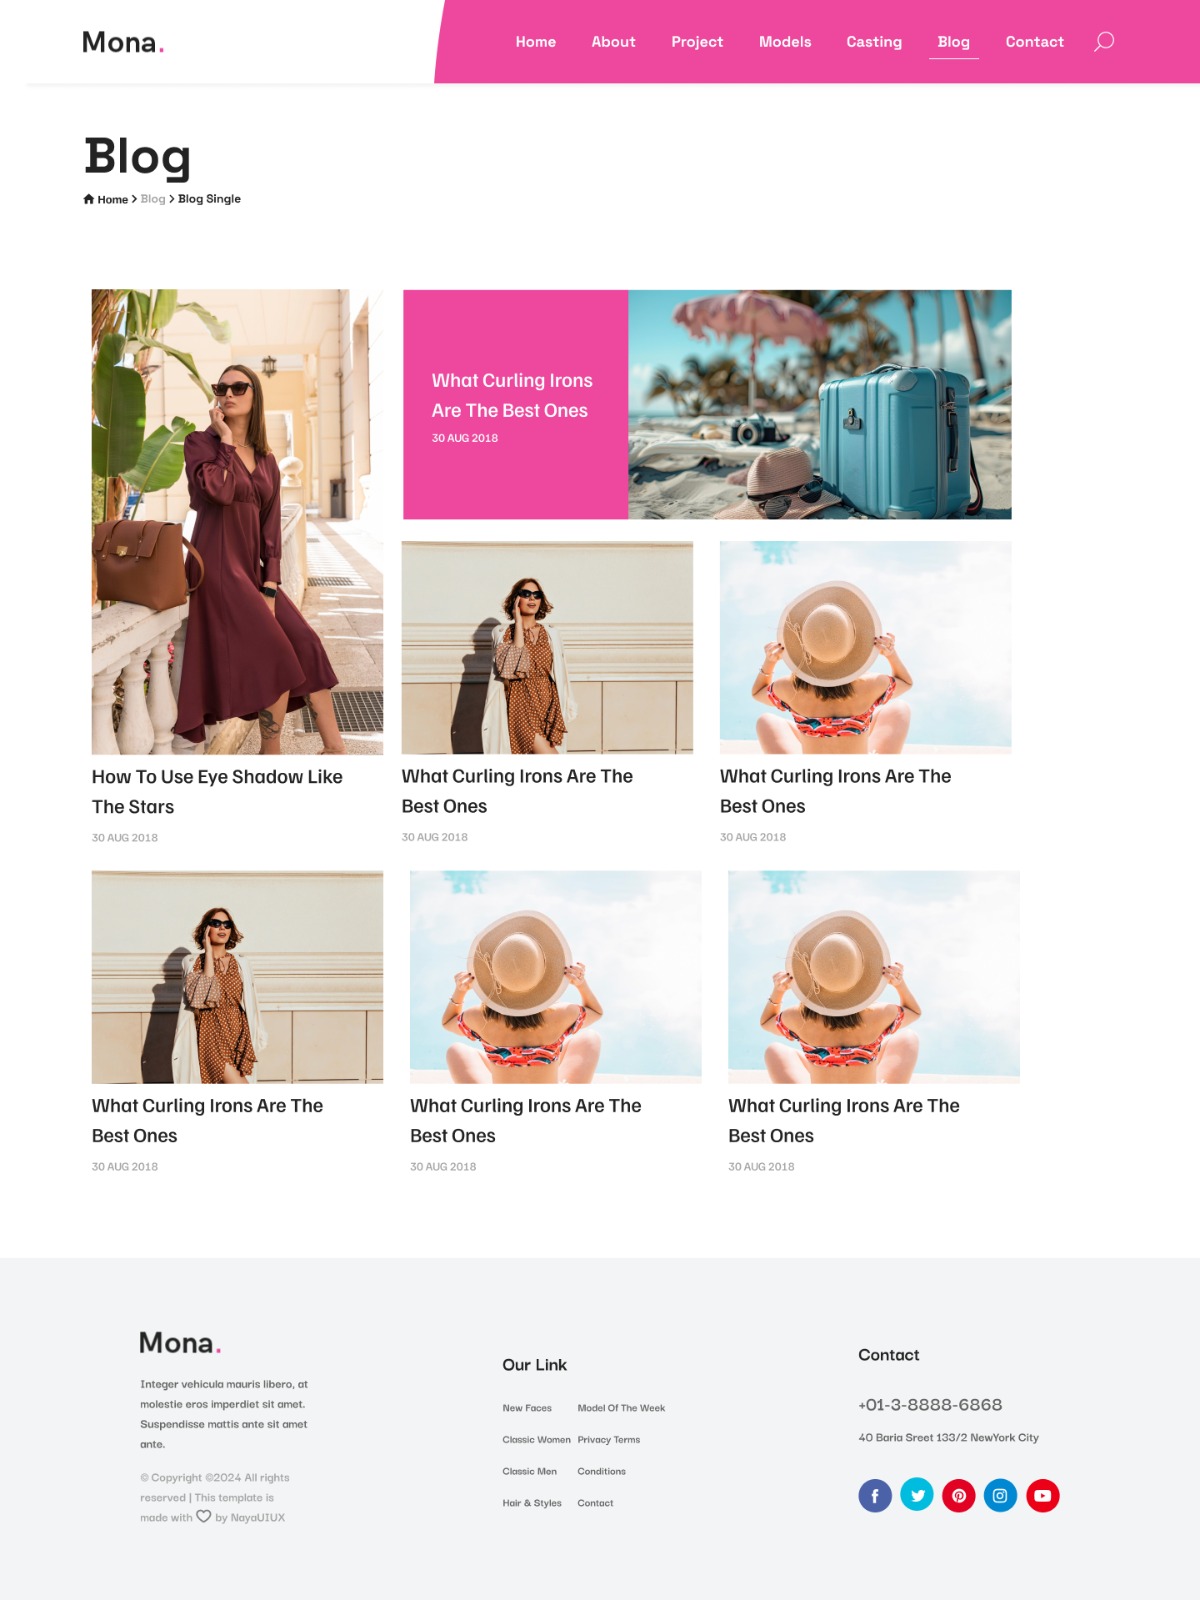 Mona.
Home About Project Models Casting Blog Contact
Blog
Home > Blog > Blog Single
What Curling Irons
Are The Best Ones
30 AUG 2018
How To Use Eye Shadow Like
The Stars
30 AUG 2018
What Curling Irons Are The
Best Ones
30 AUG 2018
What Curling Irons Are The
Best Ones
30 AUG 2018
What Curling Irons Are The
Best Ones
30 AUG 2018
What Curling Irons Are The
Best Ones
30 AUG 2018
What Curling Irons Are The
Best Ones
30 AUG 2018
Mona.
Integer vehicula mauris libero, at
molestie eros imperdiet sit amet.
Suspendisse mattis ante sit amet
ante.
© Copyright ©2024 All rights
reserved | This template is
made with ♡ by NayaUIUX
Our Link
New Faces Model Of The Week
Classic Women Privacy Terms
Classic Men Conditions
Hair & Styles Contact
Contact
+01-3-8888-6868
40 Baria Sreet 133/2 NewYork City